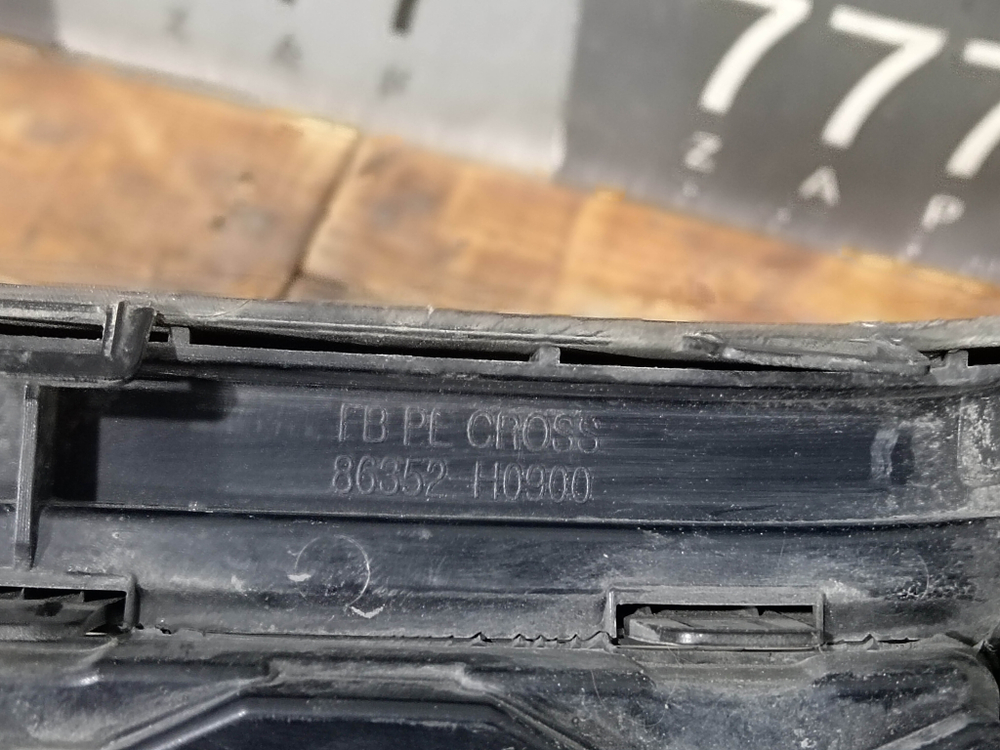 777
Z A P
FB PE CROSS
86352-H0900